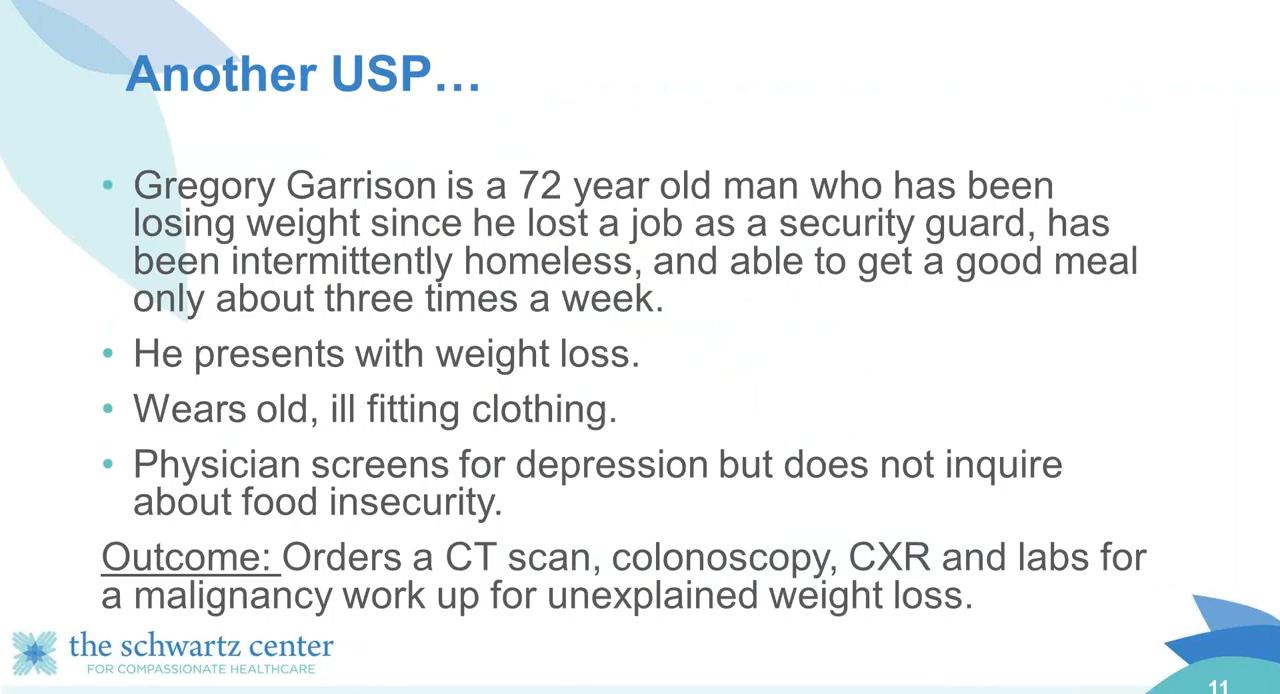 Another USP…
• Gregory Garrison is a 72 year old man who has been
losing weight since he lost a job as a security guard, has
been intermittently homeless, and able to get a good meal
only about three times a week.
• He presents with weight loss.
• Wears old, ill fitting clothing.
• Physician screens for depression but does not inquire
about food insecurity.
Outcome: Orders a CT scan, colonoscopy, CXR and labs for
a malignancy work up for unexplained weight loss.
the schwartz center
FOR COMPASSIONATE HEALTHCARE
11